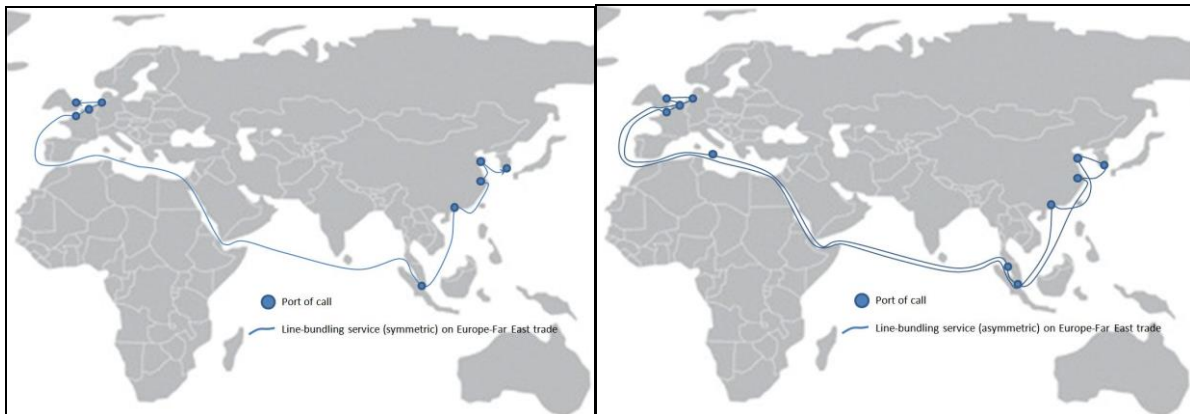 Port of call
Line-bundling service (symmetric) on Europe-Far East trade
Port of call
Line-bundling service (asymmetric) on Europe-Far East trade